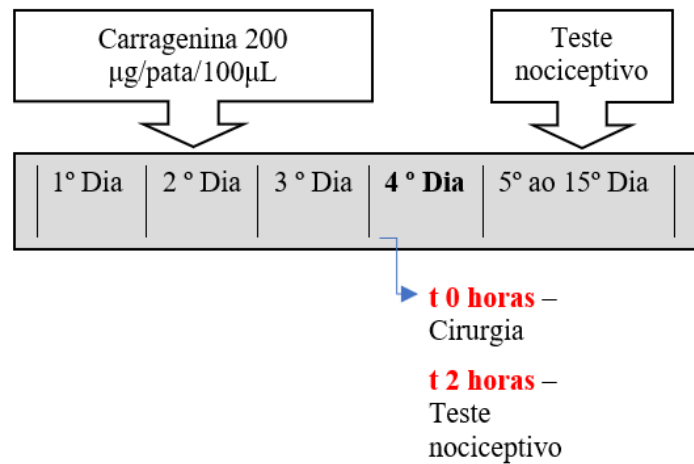 Carragenina 200
µg/pata/100µL
Teste
nociceptivo
1º Dia
2 º Dia
3 º Dia
4 º Dia
5º ao 15º Dia
t 0 horas –
Cirurgia
t 2 horas –
Teste
nociceptivo